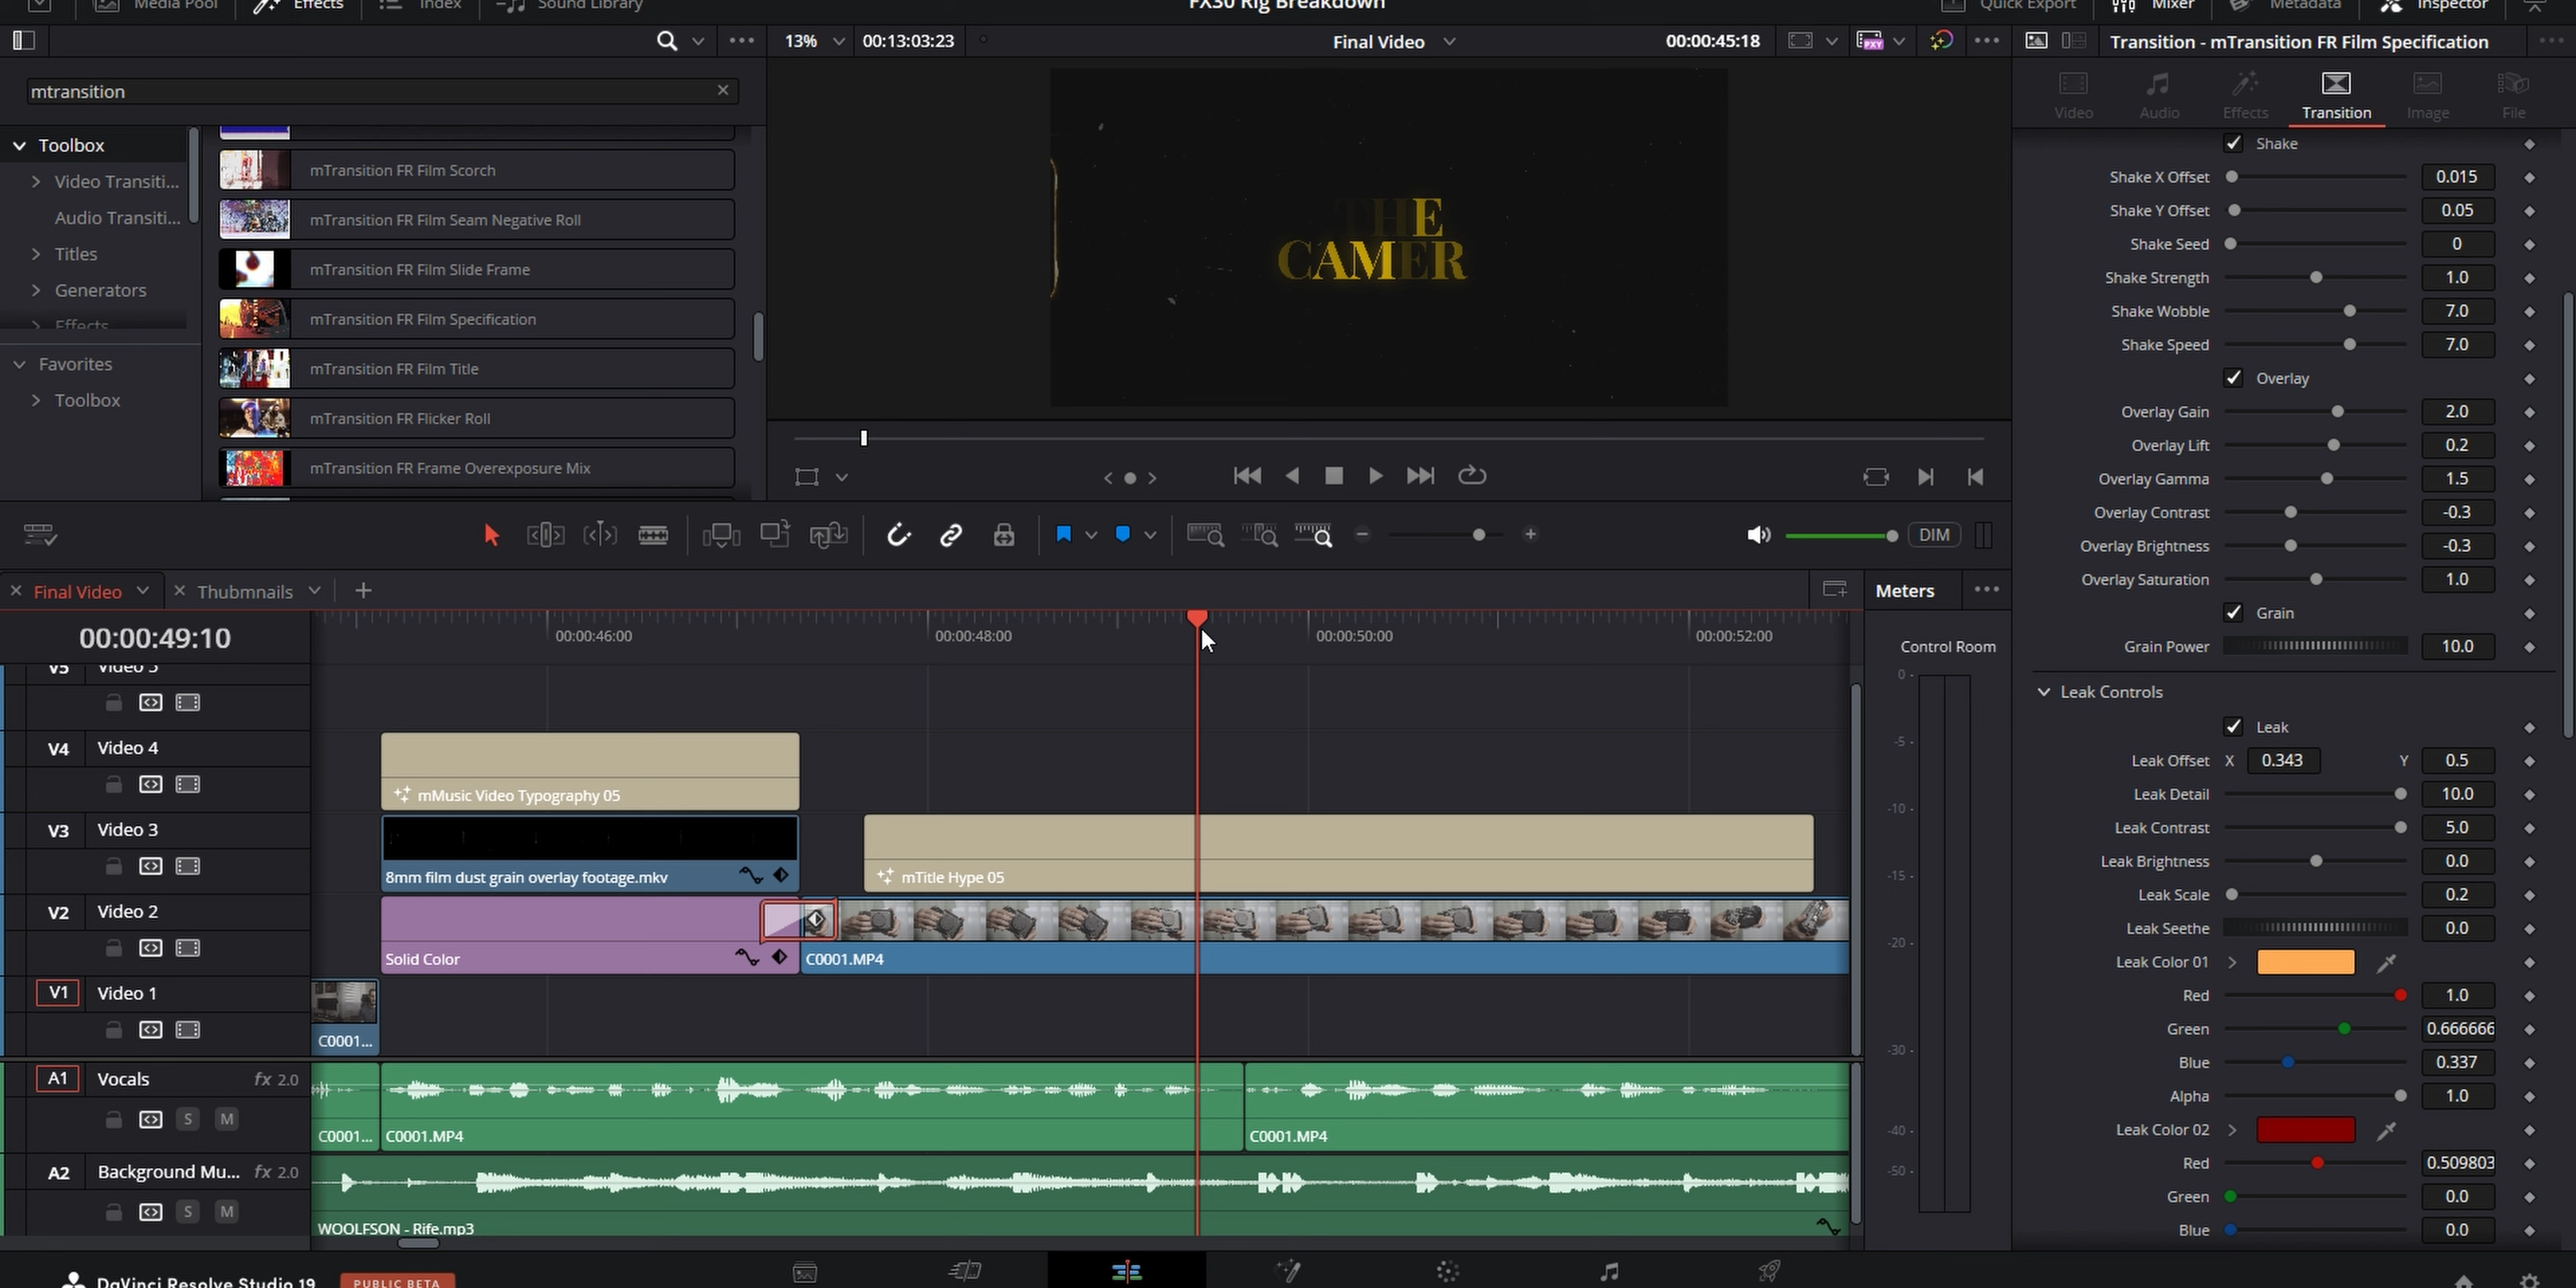 Media Pool
Effects
Index
Sound Library
FX30 Rig Breakdown
Quick Export
Mixer
Metadata
Inspector
13%
00:13:03:23
Final Video
00:00:45:18
Transition - mTransition FR Film Specification
mtransition
Video
Audio
Effects
Transition
Image
File
Toolbox
Video Transiti...
Audio Transiti...
Titles
Generators
Effects
Favorites
Toolbox
mTransition FR Film Scorch
mTransition FR Film Seam Negative Roll
mTransition FR Film Slide Frame
mTransition FR Film Specification
mTransition FR Film Title
mTransition FR Flicker Roll
mTransition FR Frame Overexposure Mix
THE
CAMER
Shake
Shake X Offset 0.015
Shake Y Offset 0.05
Shake Seed 0
Shake Strength 1.0
Shake Wobble 7.0
Shake Speed 7.0
Overlay
Overlay Gain 2.0
Overlay Lift 0.2
Overlay Gamma 1.5
Overlay Contrast -0.3
Overlay Brightness -0.3
Overlay Saturation 1.0
Grain
Grain Power 10.0
Leak Controls
Leak
Leak Offset X 0.343 Y 0.5
Leak Detail 10.0
Leak Contrast 5.0
Leak Brightness 0.0
Leak Scale 0.2
Leak Seethe 0.0
Leak Color 01
Red 1.0
Green 0.666666
Blue 0.337
Alpha 1.0
Leak Color 02
Red 0.509803
Green 0.0
Blue 0.0
DIM
PXY
Final Video
Thubmnails
Meters
00:00:49:10
00:00:46:00
00:00:48:00
00:00:50:00
00:00:52:00
Control Room
0
-5
-10
-15
-20
-30
-40
-50
V5 Video 5
V4 Video 4
mMusic Video Typography 05
V3 Video 3
8mm film dust grain overlay footage.mkv
mTitle Hype 05
V2 Video 2
Solid Color
C0001.MP4
V1 Video 1
C0001...
A1 Vocals fx 2.0
S M
C0001...
C0001.MP4
C0001.MP4
A2 Background Mu... fx 2.0
S M
WOOLFSON - Rife.mp3
DaVinci Resolve Studio 19
PUBLIC BETA